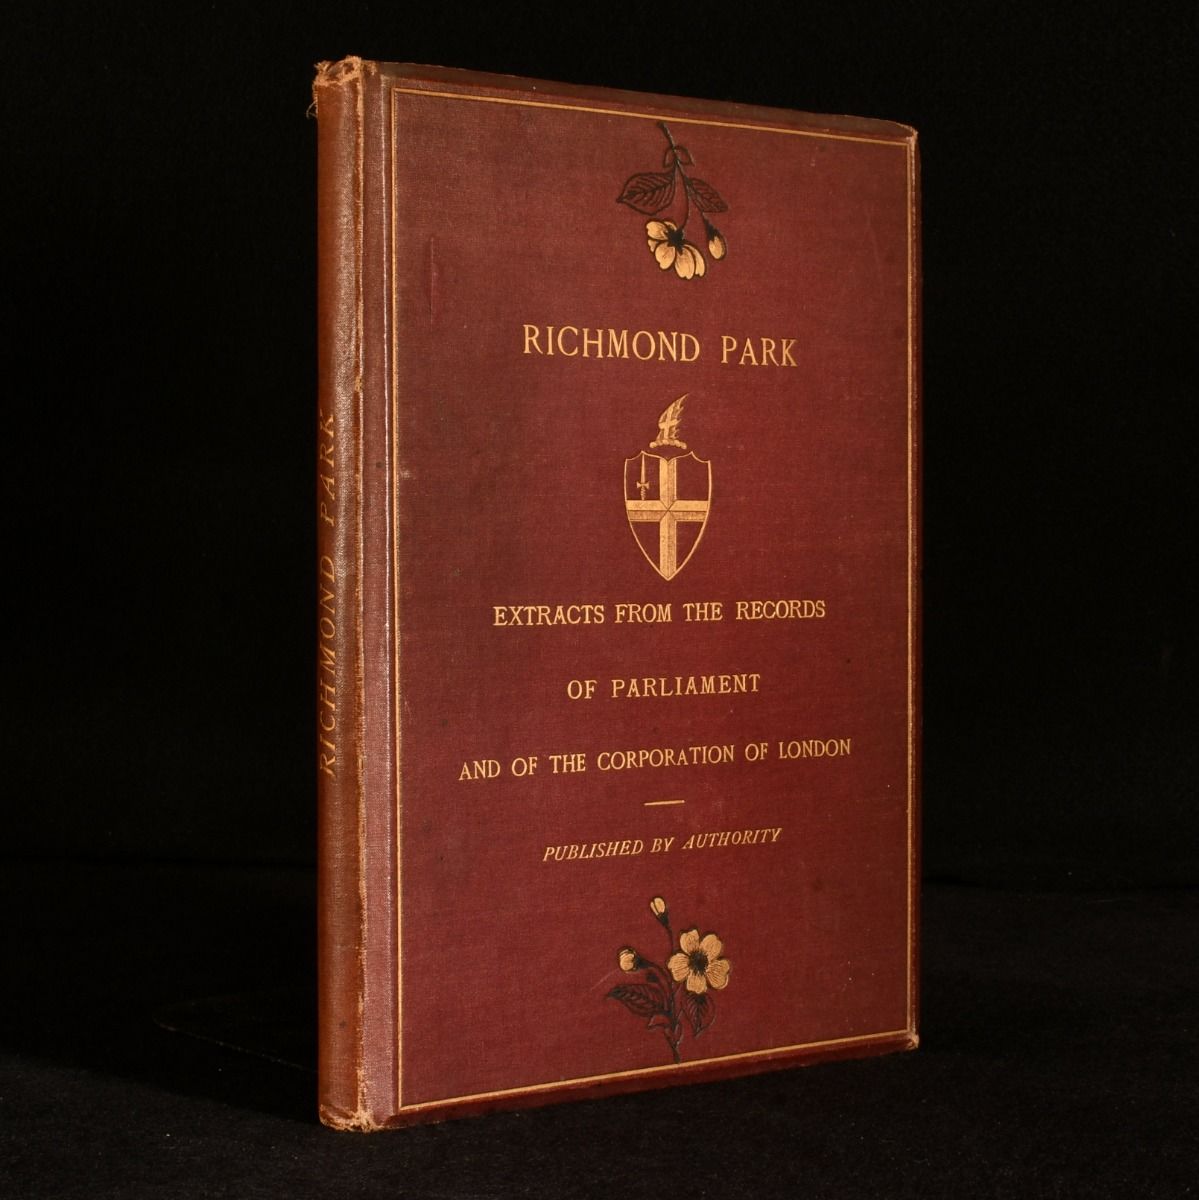 RICHMOND PARK
RICHMOND PARK
EXTRACTS FROM THE RECORDS
OF PARLIAMENT
AND OF THE CORPORATION OF LONDON
PUBLISHED BY AUTHORITY